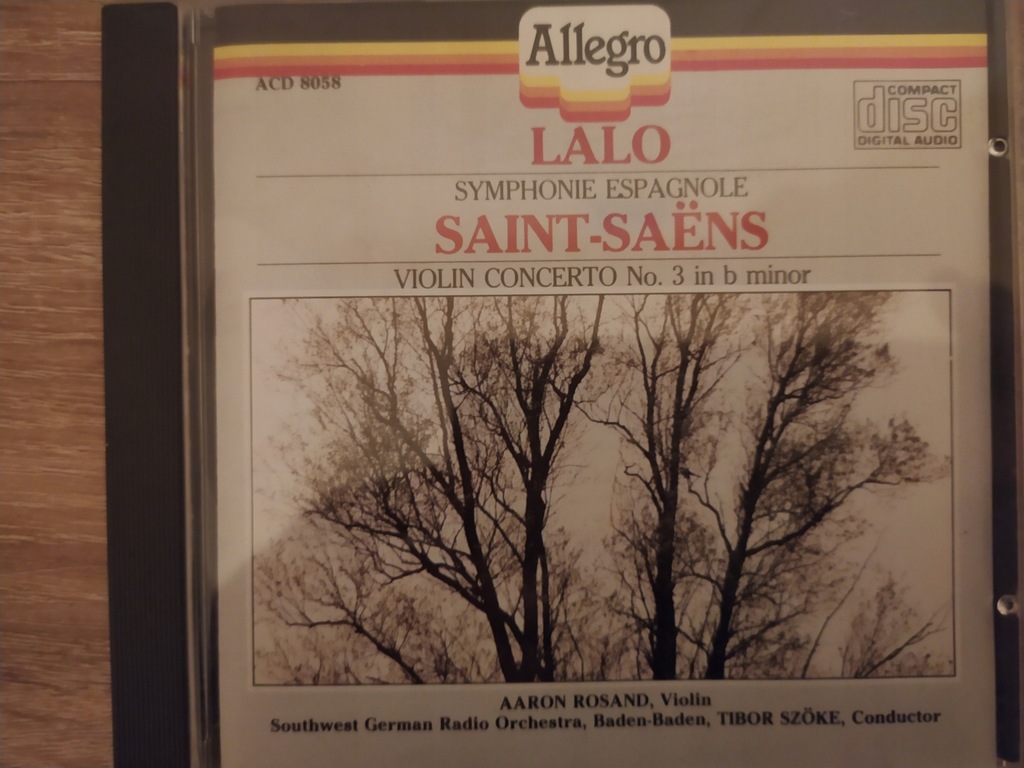 Allegro
ACD 8058
COMPACT
disc
DIGITAL AUDIO
LALO
SYMPHONIE ESPAGNOLE
SAINT-SAËNS
VIOLIN CONCERTO No. 3 in b minor
AARON ROSAND, Violin
Southwest German Radio Orchestra, Baden-Baden, TIBOR SZÖKE, Conductor